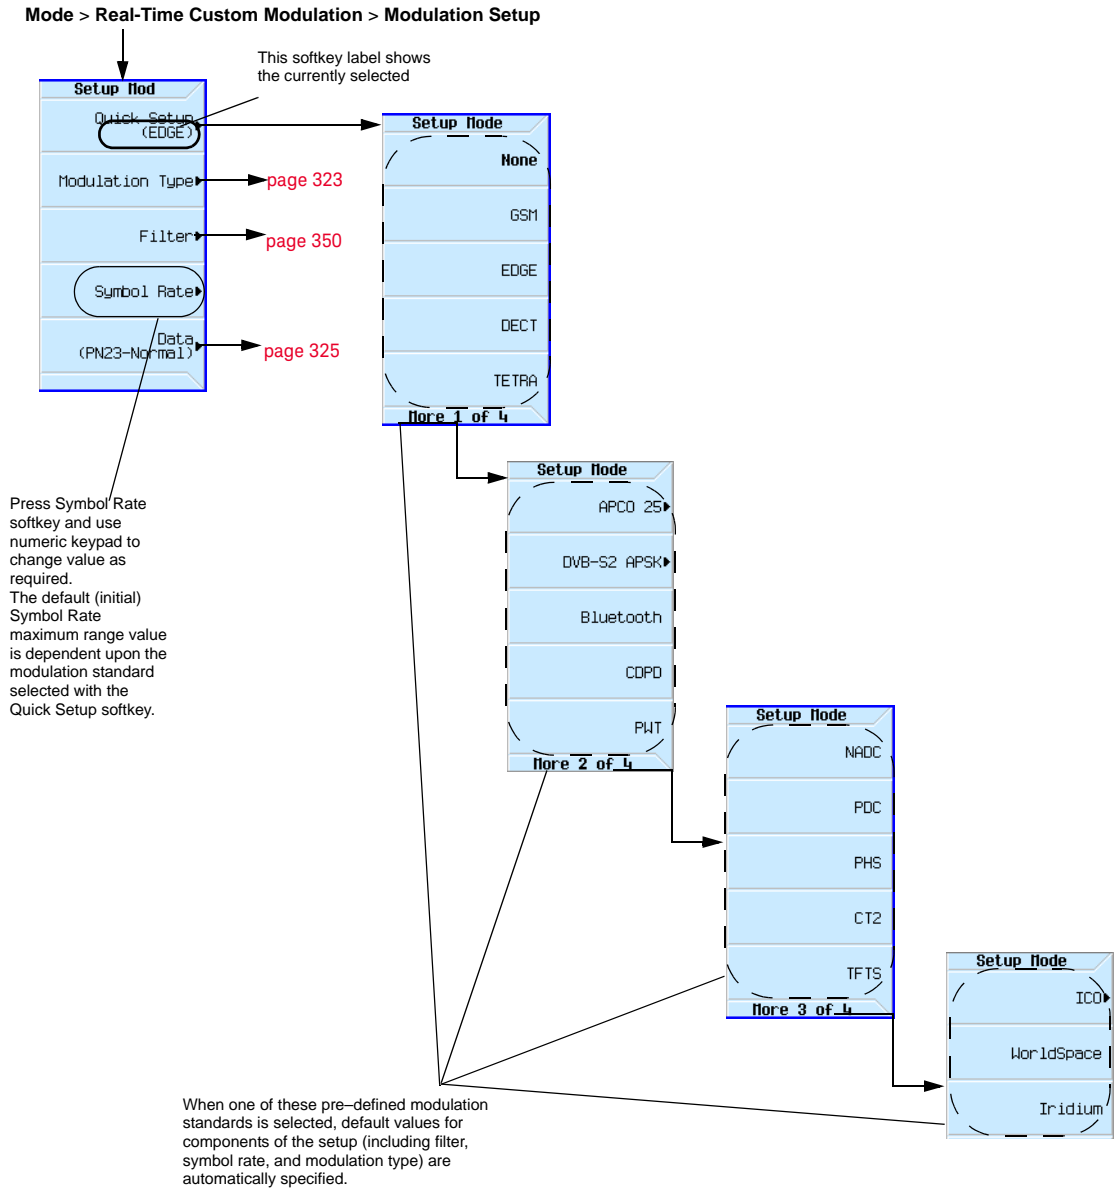 Mode > Real-Time Custom Modulation > Modulation Setup
This softkey label shows
the currently selected
Setup Mod
Quick Setup
(EDGE)
Modulation Type
page 323
Filter
page 350
Symbol Rate
Data
(PN23-Normal)
page 325
Setup Mode
None
GSM
EDGE
DECT
TETRA
More 1 of 4
Press Symbol Rate
softkey and use
numeric keypad to
change value as
required.
The default (initial)
Symbol Rate
maximum range value
is dependent upon the
modulation standard
selected with the
Quick Setup softkey.
Setup Mode
APCO 25
DVB-S2 APSK
Bluetooth
CDPD
PWT
More 2 of 4
Setup Mode
NADC
PDC
PHS
CT2
TFTS
More 3 of 4
Setup Mode
ICO
WorldSpace
Iridium
When one of these pre–defined modulation
standards is selected, default values for
components of the setup (including filter,
symbol rate, and modulation type) are
automatically specified.